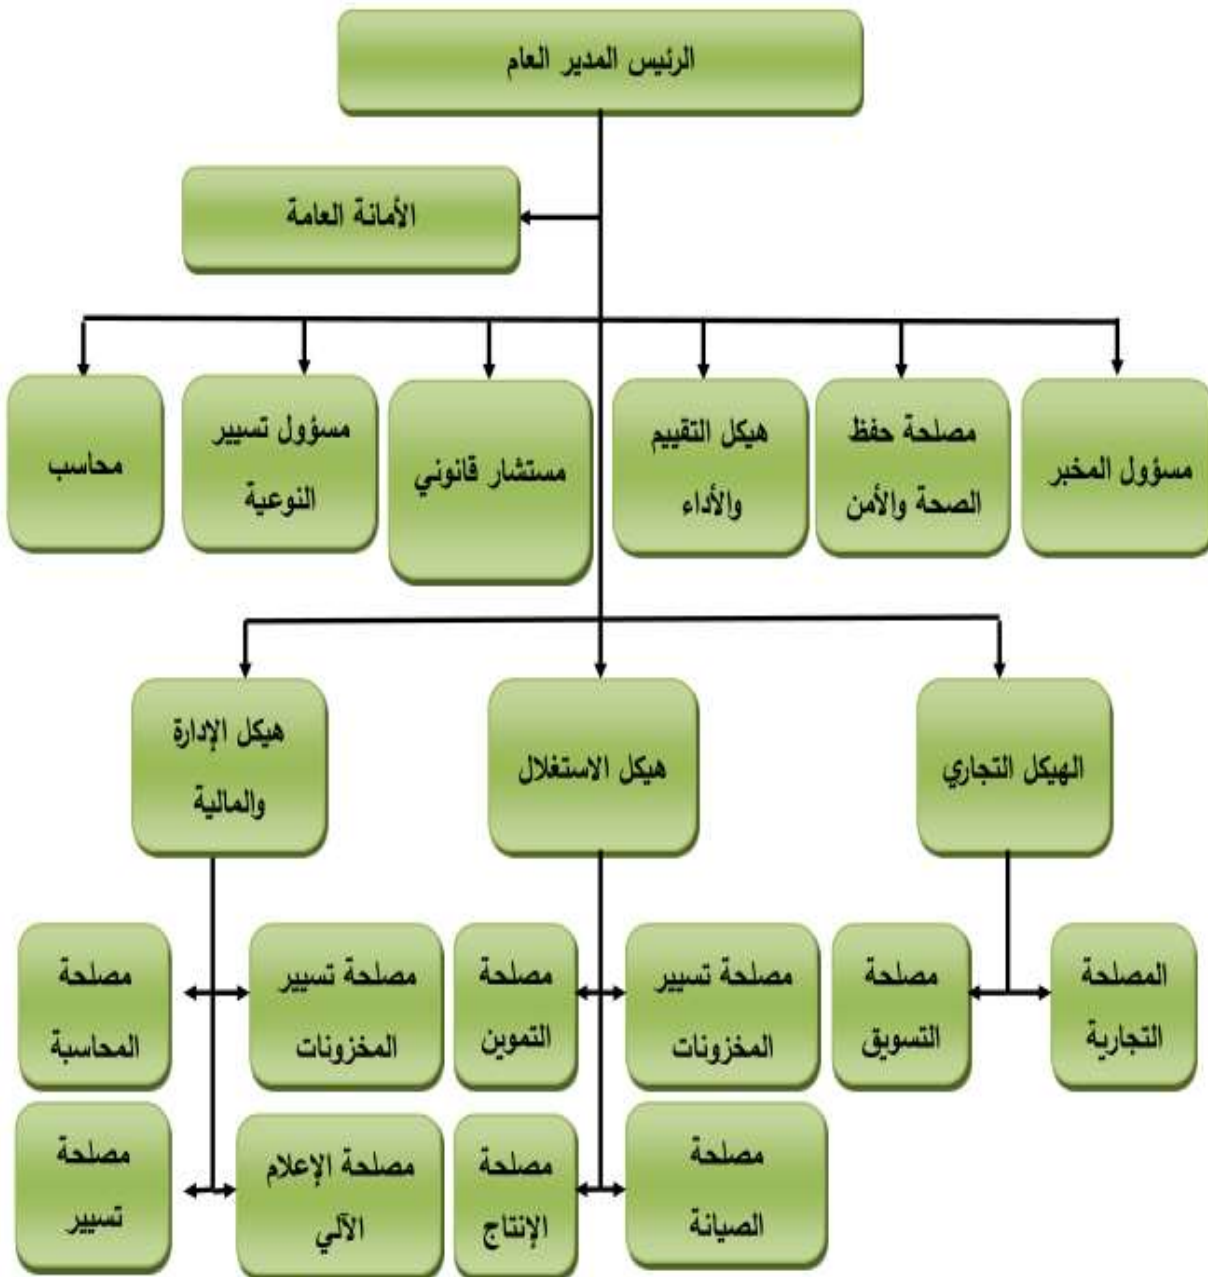 الرئيس المدير العام
الأمانة العامة
مسؤول المخبر
مصلحة حفظ
الصحة والأمن
هيكل التقييم
والأداء
مستشار قانوني
مسؤول تسيير
النوعية
محاسب
الهيكل التجاري
هيكل الاستغلال
هيكل الإدارة
والمالية
المصلحة
التجارية
مصلحة
التسويق
مصلحة تسيير
المخزونات
مصلحة
التموين
مصلحة تسيير
المخزونات
مصلحة
المحاسبة
مصلحة
الصيانة
مصلحة
الإنتاج
مصلحة الإعلام
الآلي
مصلحة
تسيير